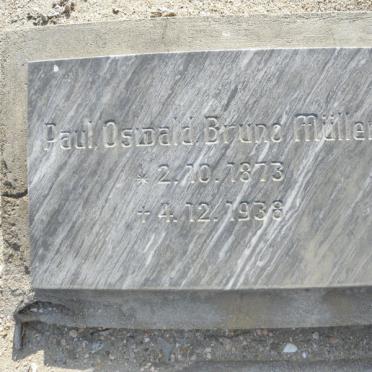 Paul Oswald Bruno Müller
* 2.10.1873
+ 4.12.1938